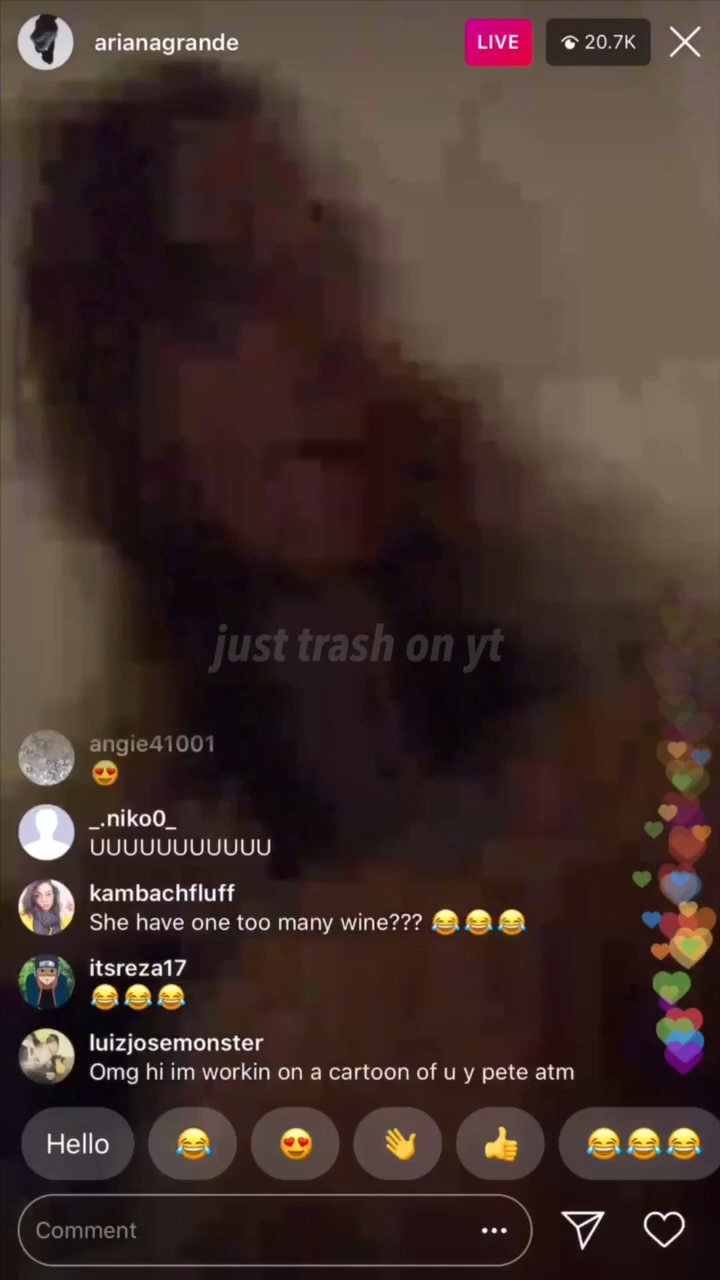 arianagrande
LIVE
20.7K
just trash on yt
angie41001
😍
_.niko0_
UUUUUUUUUUU
kambachfluff
She have one too many wine??? 😂😂😂
itsreza17
😂😂😂
luizjosemonster
Omg hi im workin on a cartoon of u y pete atm
Hello 😂 😍 👋 👍 😂😂😂
Comment